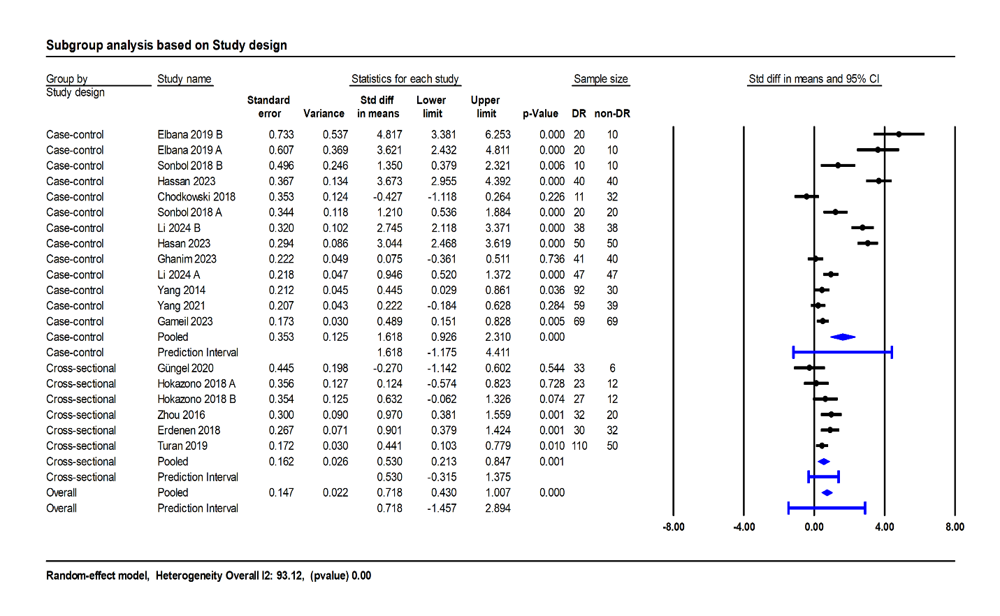 Subgroup analysis based on Study design
Group by Study name Statistics for each study Sample size Std diff in means and 95% CI
Study design
Standard Std diff Lower Upper
error Variance in means limit limit p-Value DR non-DR
Case-control Elbana 2019 B 0.733 0.537 4.817 3.381 6.253 0.000 20 10
Case-control Elbana 2019 A 0.607 0.369 3.621 2.432 4.811 0.000 20 10
Case-control Sonbol 2018 B 0.496 0.246 1.350 0.379 2.321 0.006 10 10
Case-control Hassan 2023 0.367 0.134 3.673 2.955 4.392 0.000 40 40
Case-control Chodkowski 2018 0.353 0.124 -0.427 -1.118 0.264 0.226 11 32
Case-control Sonbol 2018 A 0.344 0.118 1.210 0.536 1.884 0.000 20 20
Case-control Li 2024 B 0.320 0.102 2.745 2.118 3.371 0.000 38 38
Case-control Hasan 2023 0.294 0.086 3.044 2.468 3.619 0.000 50 50
Case-control Ghanim 2023 0.222 0.049 0.075 -0.361 0.511 0.736 41 40
Case-control Li 2024 A 0.218 0.047 0.946 0.520 1.372 0.000 47 47
Case-control Yang 2014 0.212 0.045 0.445 0.029 0.861 0.036 92 30
Case-control Yang 2021 0.207 0.043 0.222 -0.184 0.628 0.284 59 39
Case-control Gameil 2023 0.173 0.030 0.489 0.151 0.828 0.005 69 69
Case-control Pooled 0.353 0.125 1.618 0.926 2.310 0.000
Case-control Prediction Interval 1.618 -1.175 4.411
Cross-sectional Güngel 2020 0.445 0.198 -0.270 -1.142 0.602 0.544 33 6
Cross-sectional Hokazono 2018 A 0.356 0.127 0.124 -0.574 0.823 0.728 23 12
Cross-sectional Hokazono 2018 B 0.354 0.125 0.632 -0.062 1.326 0.074 27 12
Cross-sectional Zhou 2016 0.300 0.090 0.970 0.381 1.559 0.001 32 20
Cross-sectional Erdenen 2018 0.267 0.071 0.901 0.379 1.424 0.001 30 32
Cross-sectional Turan 2019 0.172 0.030 0.441 0.103 0.779 0.010 110 50
Cross-sectional Pooled 0.162 0.026 0.530 0.213 0.847 0.001
Cross-sectional Prediction Interval 0.530 -0.315 1.375
Overall Pooled 0.147 0.022 0.718 0.430 1.007 0.000
Overall Prediction Interval 0.718 -1.457 2.894
-8.00 -4.00 0.00 4.00 8.00
Random-effect model, Heterogeneity Overall I2: 93.12, (pvalue) 0.00